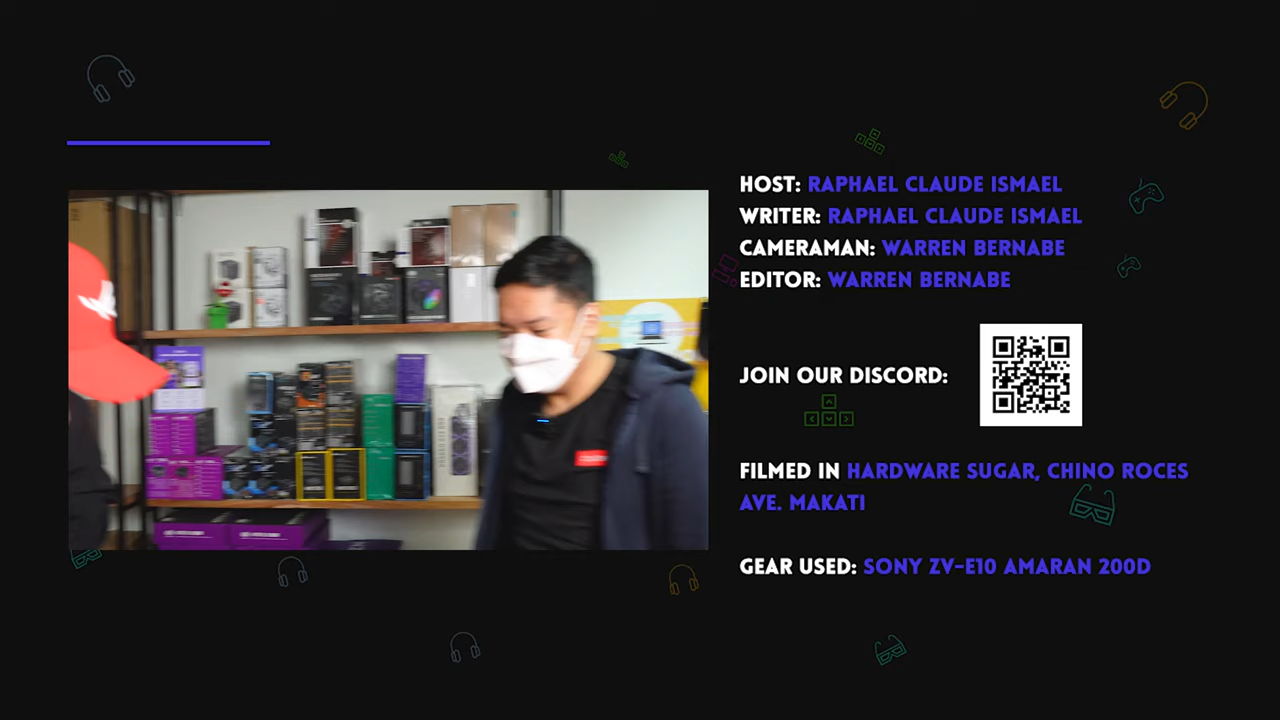 HOST: RAPHAEL CLAUDE ISMAEL
WRITER: RAPHAEL CLAUDE ISMAEL
CAMERAMAN: WARREN BERNABE
EDITOR: WARREN BERNABE
JOIN OUR DISCORD:
FILMED IN HARDWARE SUGAR, CHINO ROCES
AVE. MAKATI
GEAR USED: SONY ZV-E10 AMARAN 200D